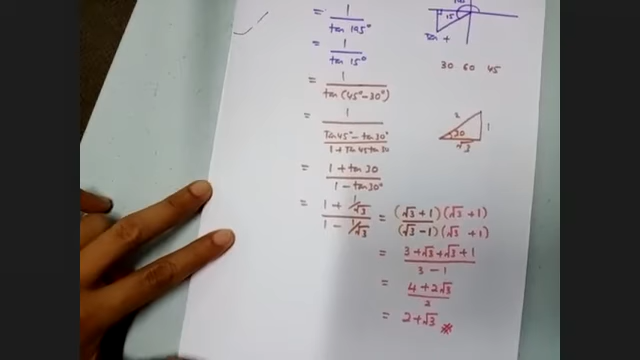 = 1 / tan 195°
= 1 / tan 15°
= 1 / tan (45° - 30°)
= 1 / (Tan 45° - tan 30° / 1 + Tan 45 tan 30)
= 1 + tan 30 / 1 - tan 30°
= 1 + 1/√3 / 1 - 1/√3 = (√3 + 1)(√3 + 1) / (√3 - 1)(√3 + 1)
= 3 + √3 + √3 + 1 / 3 - 1
= 4 + 2√3 / 2
= 2 + √3
15
Tan +
30 60 45
2
1
30
√3